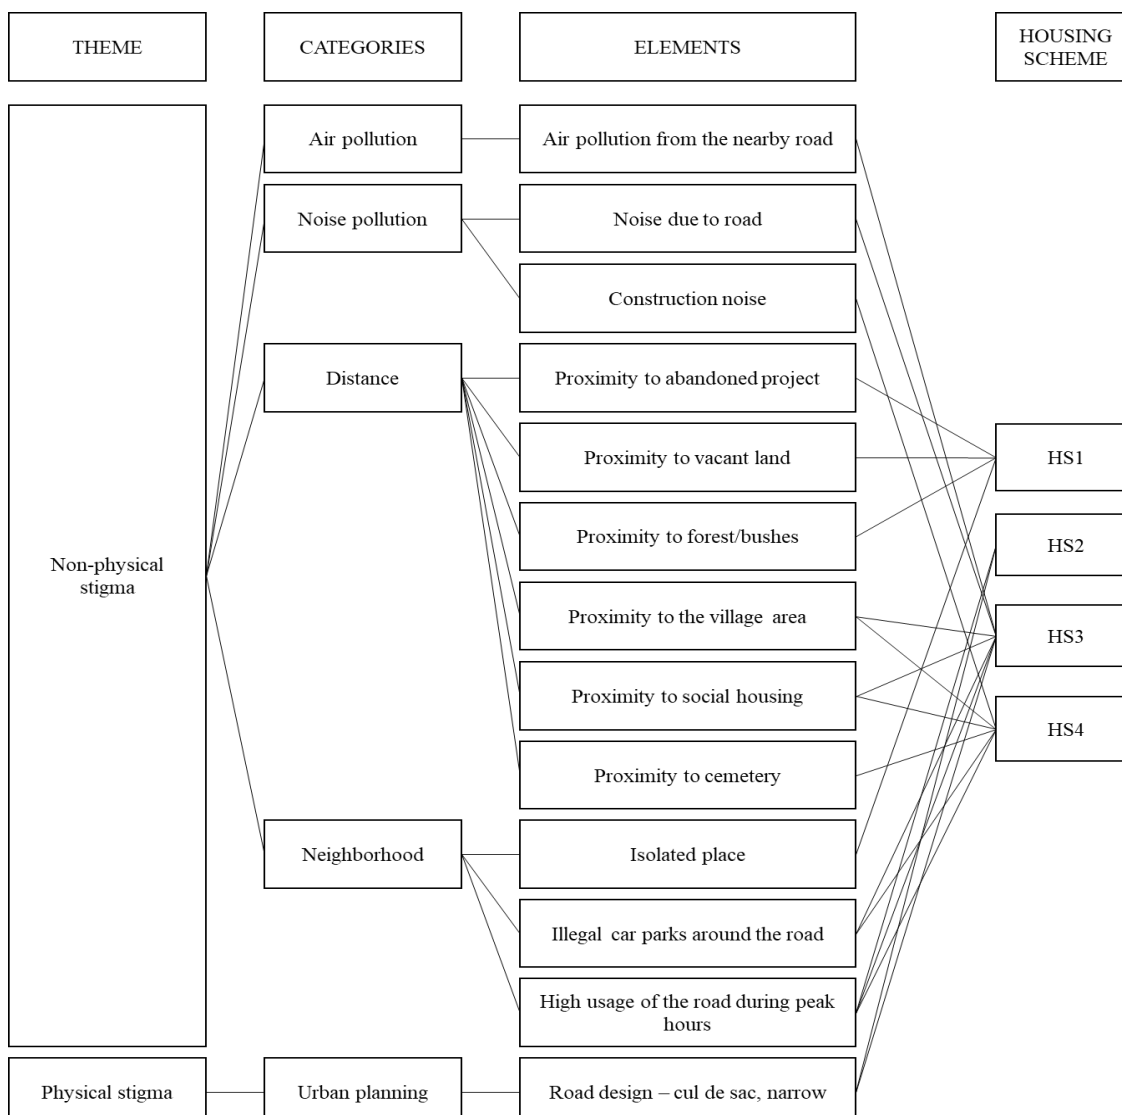 THEME
CATEGORIES
ELEMENTS
HOUSING
SCHEME
Non-physical
stigma
Air pollution
Air pollution from the nearby road
Noise pollution
Noise due to road
Construction noise
Distance
Proximity to abandoned project
Proximity to vacant land
Proximity to forest/bushes
Proximity to the village area
Proximity to social housing
Proximity to cemetery
Neighborhood
Isolated place
Illegal car parks around the road
High usage of the road during peak
hours
HS1
HS2
HS3
HS4
Physical stigma
Urban planning
Road design – cul de sac, narrow